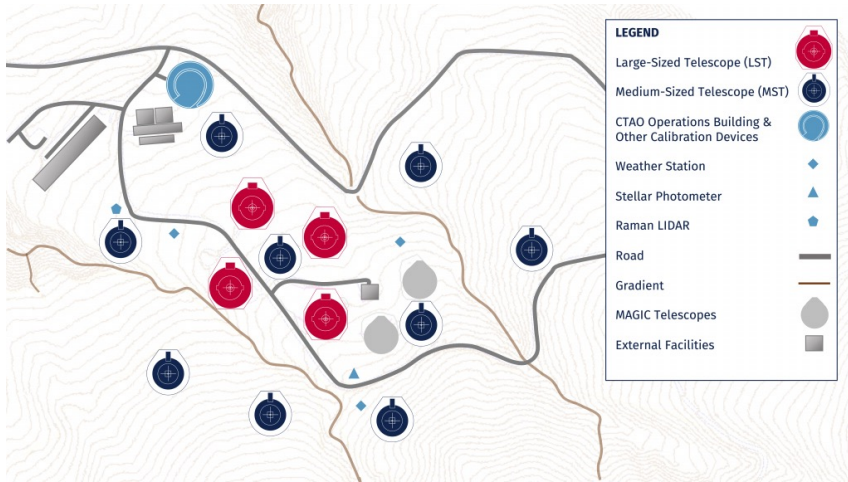 LEGEND
Large-Sized Telescope (LST)
Medium-Sized Telescope (MST)
CTAO Operations Building &
Other Calibration Devices
Weather Station
Stellar Photometer
Raman LIDAR
Road
Gradient
MAGIC Telescopes
External Facilities